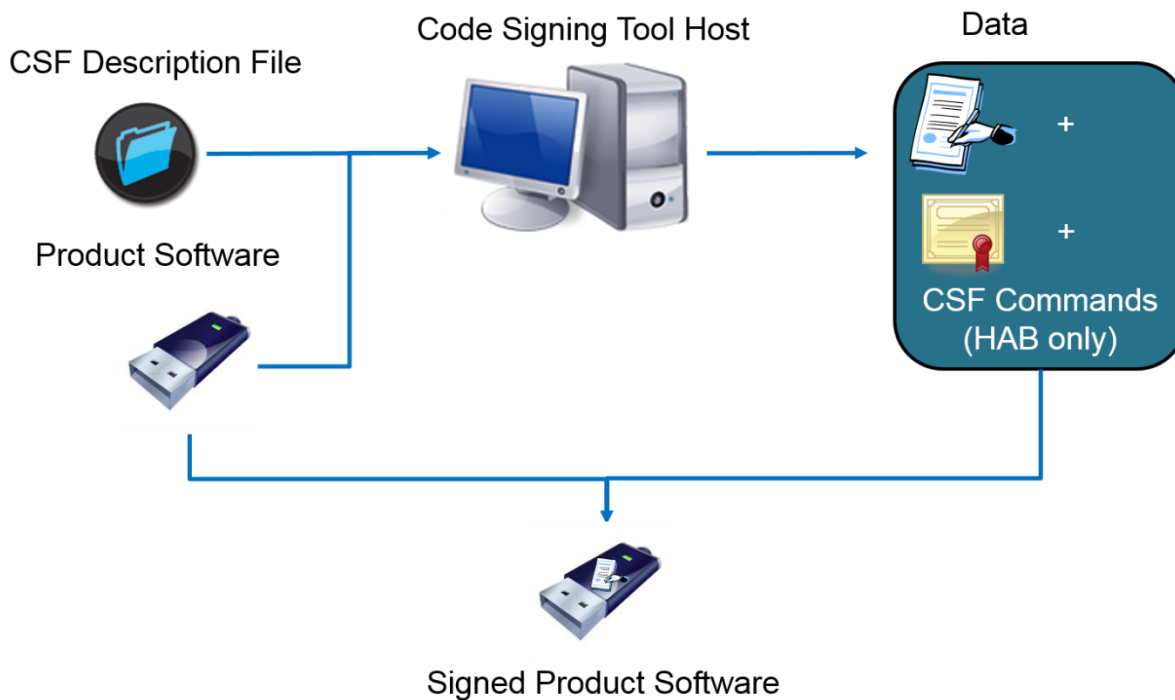 Code Signing Tool Host
Data
CSF Description File
+
Product Software
+
CSF Commands
(HAB only)
Signed Product Software